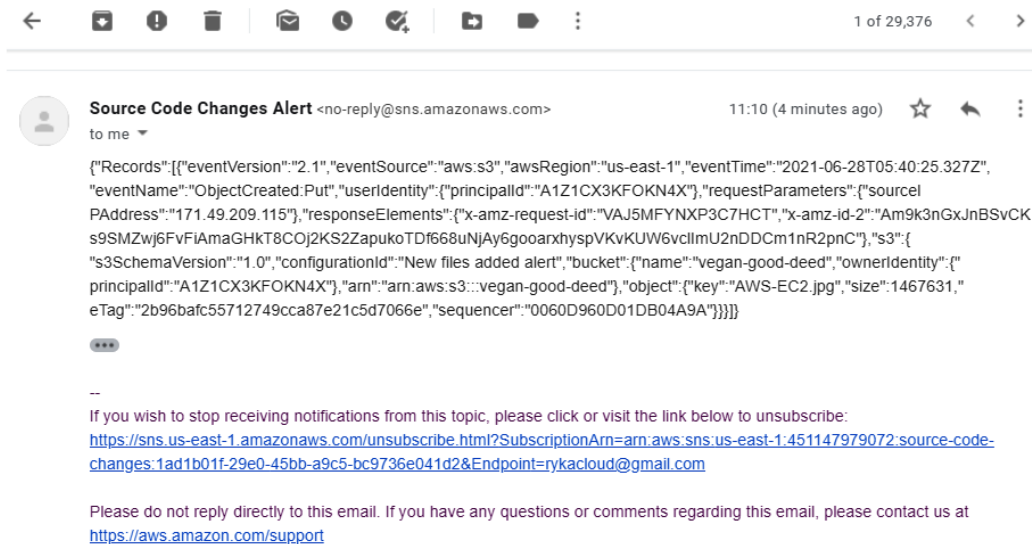 1 of 29,376
Source Code Changes Alert <no-reply@sns.amazonaws.com> 11:10 (4 minutes ago)
to me
{"Records":[{"eventVersion":"2.1","eventSource":"aws:s3","awsRegion":"us-east-1","eventTime":"2021-06-28T05:40:25.327Z",
"eventName":"ObjectCreated:Put","userIdentity":{"principalId":"A1Z1CX3KFOKN4X"},"requestParameters":{"sourceI
PAddress":"171.49.209.115"},"responseElements":{"x-amz-request-id":"VAJ5MFYNXP3C7HCT","x-amz-id-2":"Am9k3nGxJnBSvCK
s9SMZwj6FvFiAmaGHkT8COj2KS2ZapukoTDf668uNjAy6gooarxhyspVKvKUW6vclImU2nDDCm1nR2pnC"},"s3":{
"s3SchemaVersion":"1.0","configurationId":"New files added alert","bucket":{"name":"vegan-good-deed","ownerIdentity":{"
principalId":"A1Z1CX3KFOKN4X"},"arn":"arn:aws:s3:::vegan-good-deed"},"object":{"key":"AWS-EC2.jpg","size":1467631,"
eTag":"2b96bafc55712749cca87e21c5d7066e","sequencer":"0060D960D01DB04A9A"}}}]}
--
If you wish to stop receiving notifications from this topic, please click or visit the link below to unsubscribe:
https://sns.us-east-1.amazonaws.com/unsubscribe.html?SubscriptionArn=arn:aws:sns:us-east-1:451147979072:source-code-
changes:1ad1b01f-29e0-45bb-a9c5-bc9736e041d2&Endpoint=rykacloud@gmail.com
Please do not reply directly to this email. If you have any questions or comments regarding this email, please contact us at
https://aws.amazon.com/support